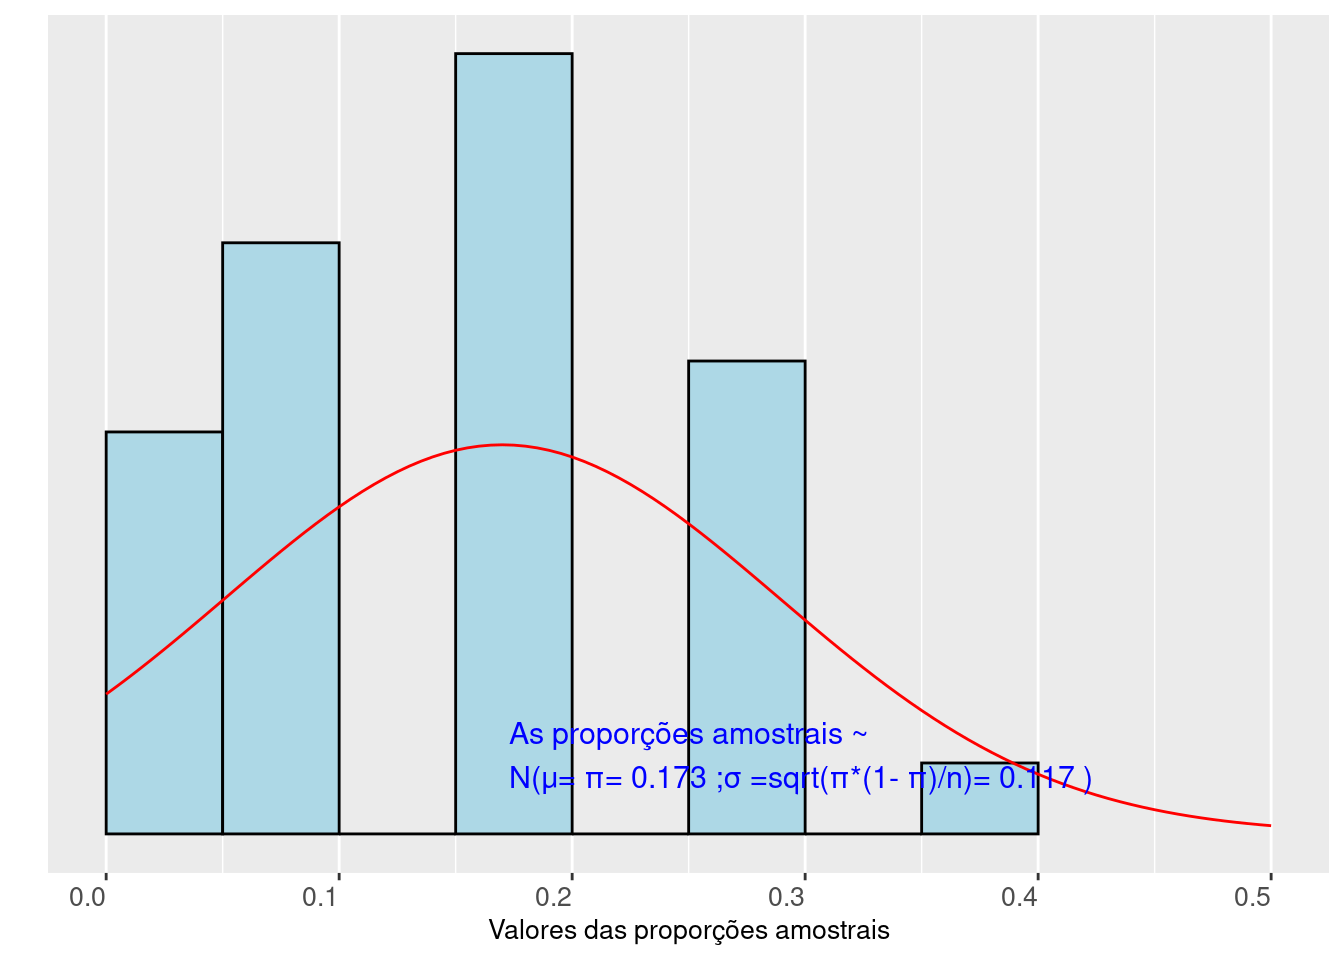 As proporções amostrais ~
N(μ= π= 0.173 ;σ =sqrt(π*(1- π)/n)= 0.117 )
0.0 0.1 0.2 0.3 0.4 0.5
Valores das proporções amostrais